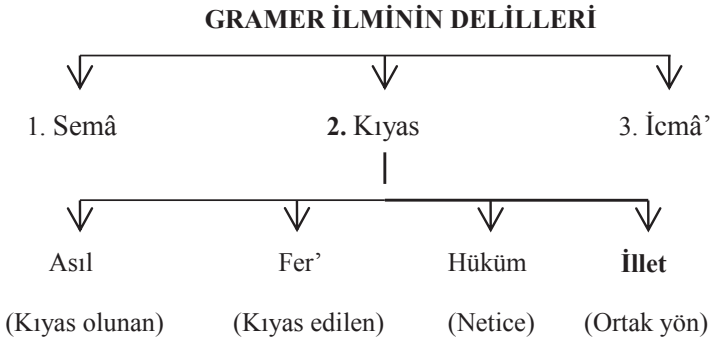 GRAMER İLMİNİN DELİLLERİ
1. Semâ 2. Kıyas 3. İcmâ’
Asıl Fer’ Hüküm İllet
(Kıyas olunan) (Kıyas edilen) (Netice) (Ortak yön)